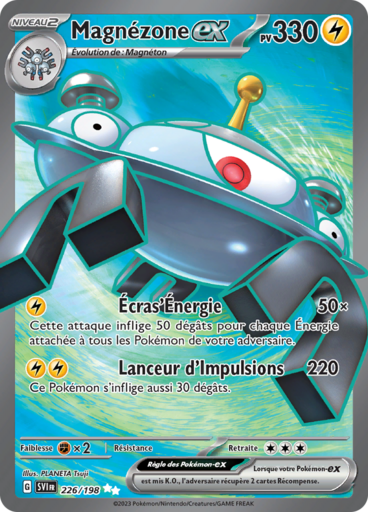 NIVEAU 2 Magnézone ex PV 330
Évolution de : Magnéton
Écras'Énergie 50×
Cette attaque inflige 50 dégâts pour chaque Énergie
attachée à tous les Pokémon de votre adversaire.
Lanceur d'Impulsions 220
Ce Pokémon s'inflige aussi 30 dégâts.
Faiblesse ×2 Résistance Retraite
Illus. PLANETA Tsuji
Règle des Pokémon-ex Lorsque votre Pokémon-ex
est mis K.O., l'adversaire récupère 2 cartes Récompense.
G SVI FR 226/198
©2023 Pokémon/Nintendo/Creatures/GAME FREAK